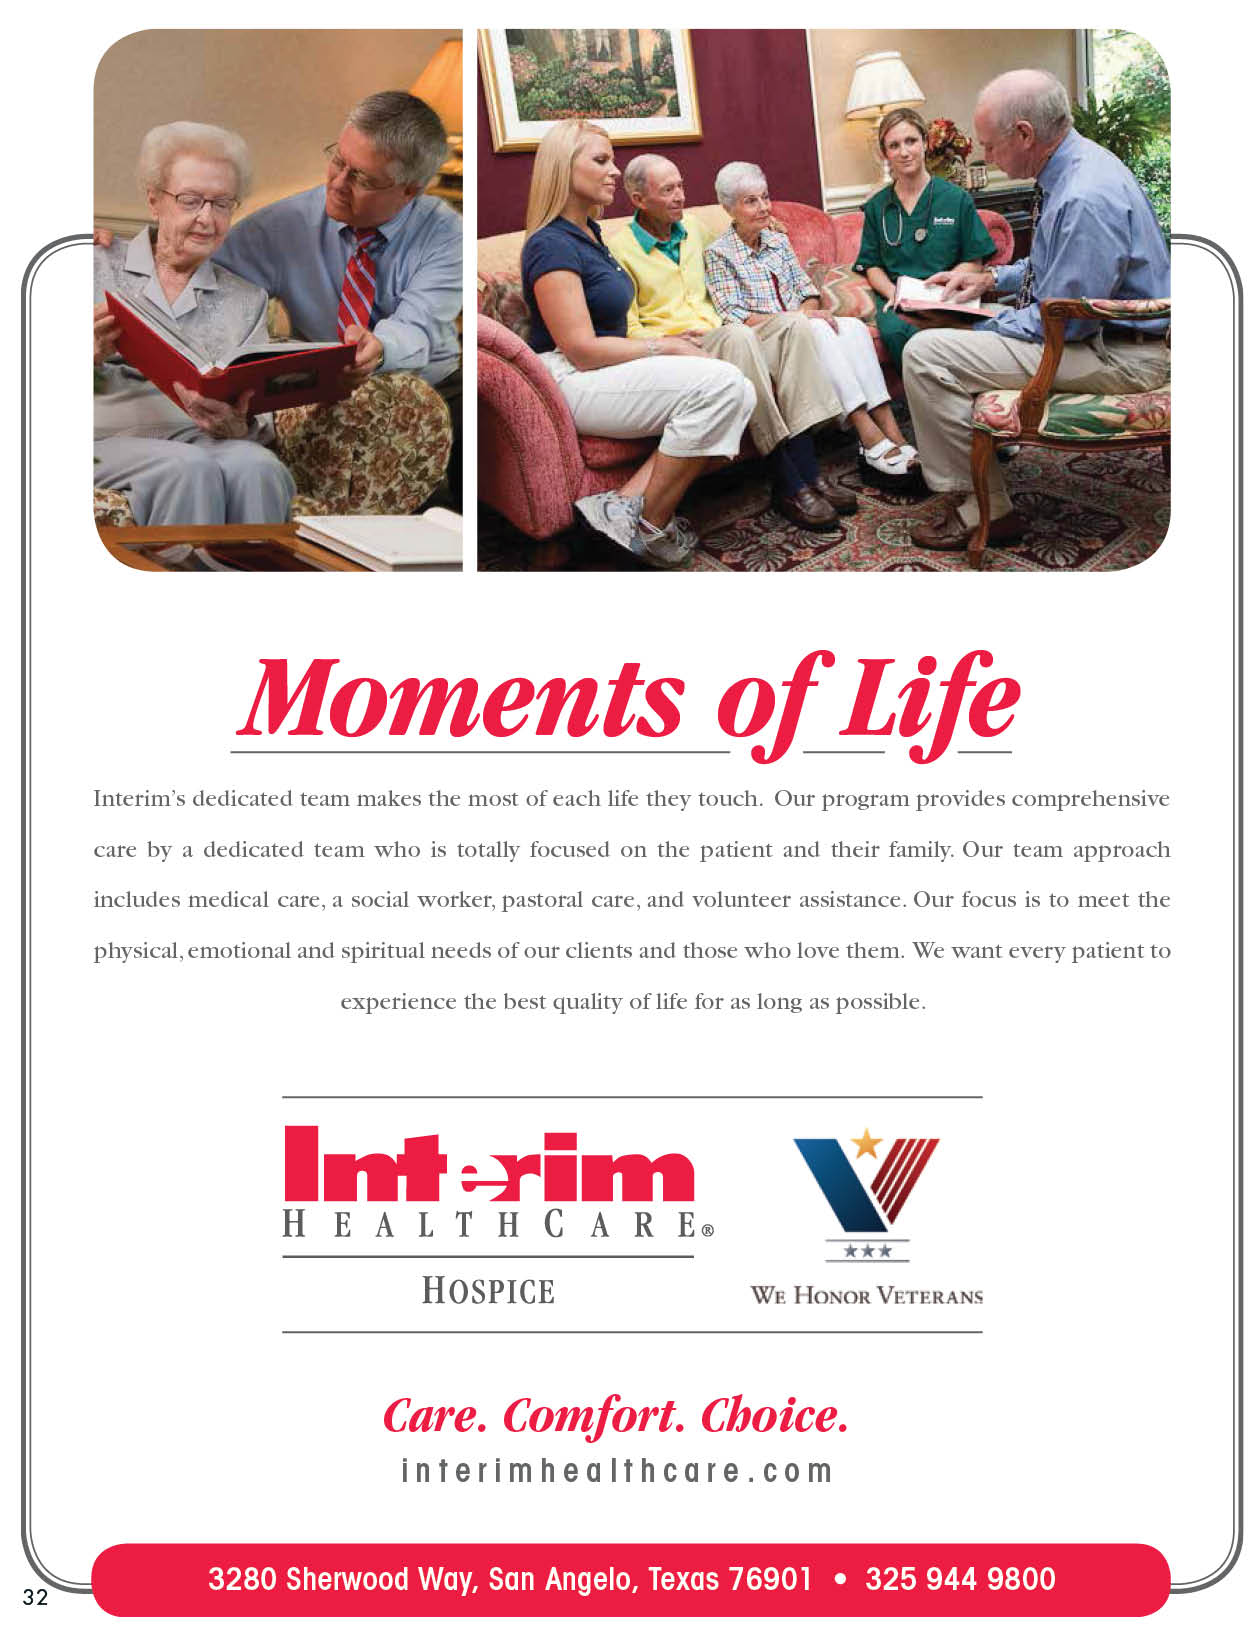 Moments of Life
Interim's dedicated team makes the most of each life they touch. Our program provides comprehensive
care by a dedicated team who is totally focused on the patient and their family. Our team approach
includes medical care, a social worker, pastoral care, and volunteer assistance. Our focus is to meet the
physical, emotional and spiritual needs of our clients and those who love them. We want every patient to
experience the best quality of life for as long as possible.
Interim
HEALTHCARE®
HOSPICE
WE HONOR VETERANS
Care. Comfort. Choice.
interimhealthcare.com
3280 Sherwood Way, San Angelo, Texas 76901 • 325 944 9800
32